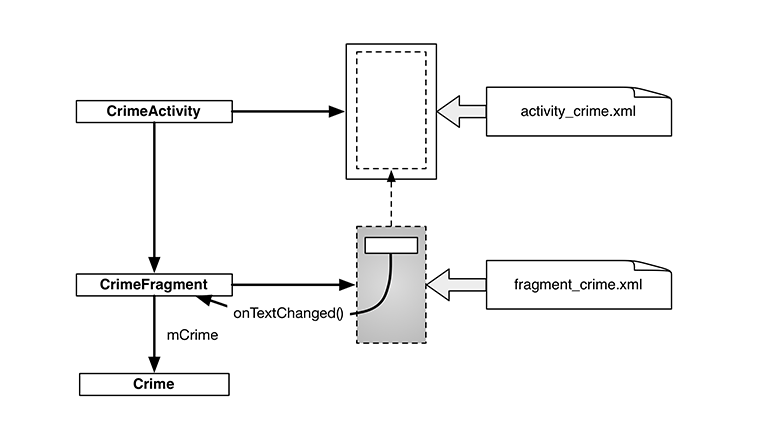 CrimeActivity
activity_crime.xml
CrimeFragment
fragment_crime.xml
onTextChanged()
mCrime
Crime